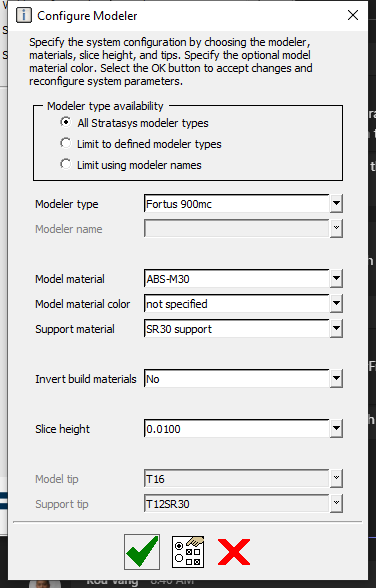 Configure Modeler
Specify the system configuration by choosing the modeler,
materials, slice height, and tips. Specify the optional model
material color. Select the OK button to accept changes and
reconfigure system parameters.
Modeler type availability
All Stratasys modeler types
Limit to defined modeler types
Limit using modeler names
Modeler type Fortus 900mc
Modeler name
Model material ABS-M30
Model material color not specified
Support material SR30 support
Invert build materials No
Slice height 0.0100
Model tip T16
Support tip T12SR30